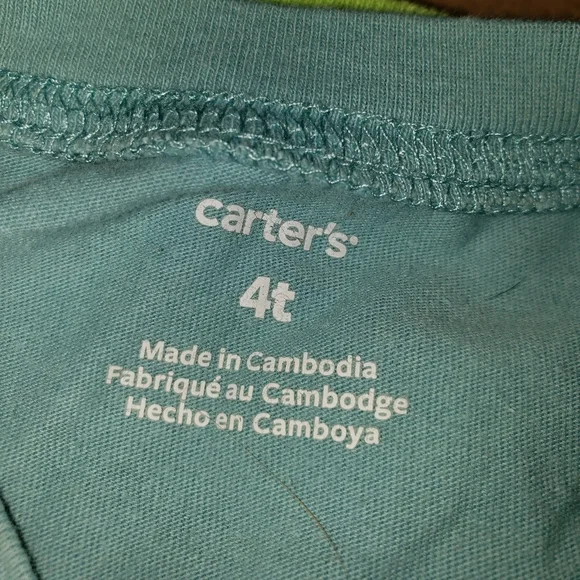 carter's
4t
Made in Cambodia
Fabriqué au Cambodge
Hecho en Camboya